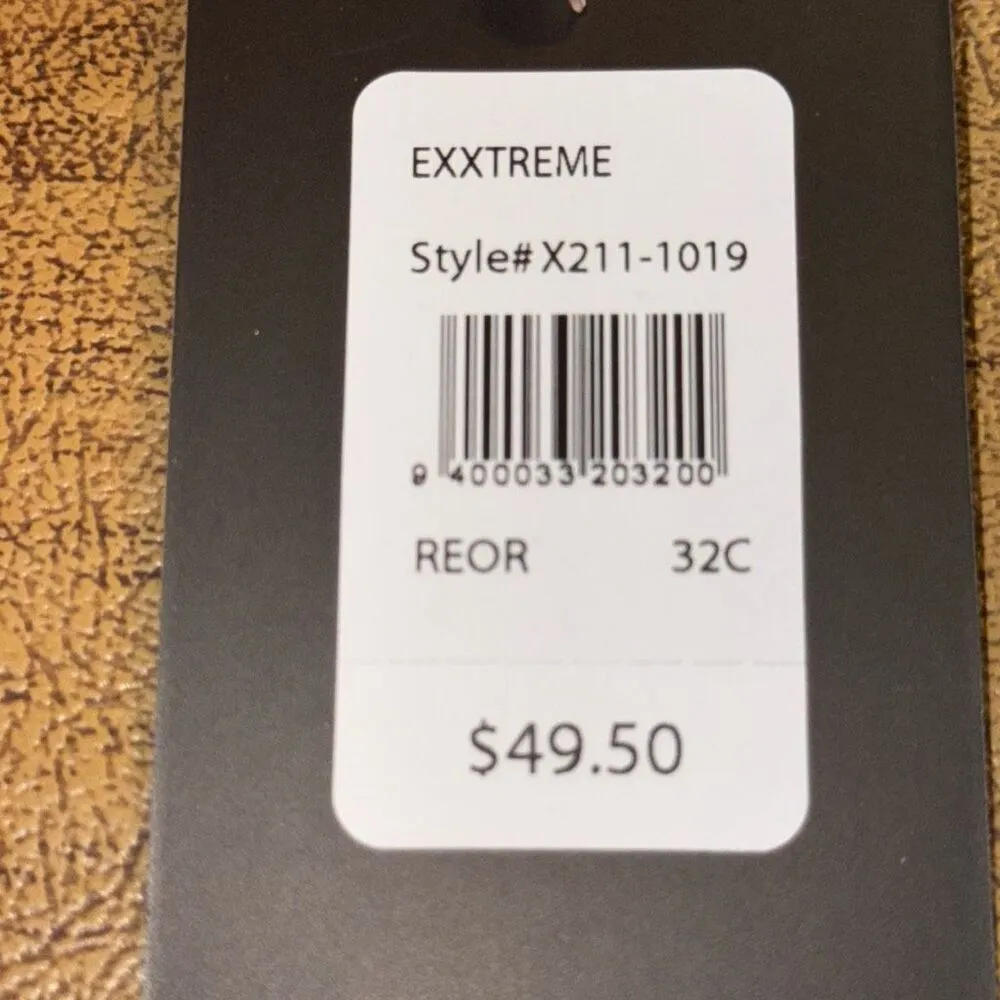 EXXTREME
Style# X211-1019
9 400033 203200
REOR 32C
$49.50